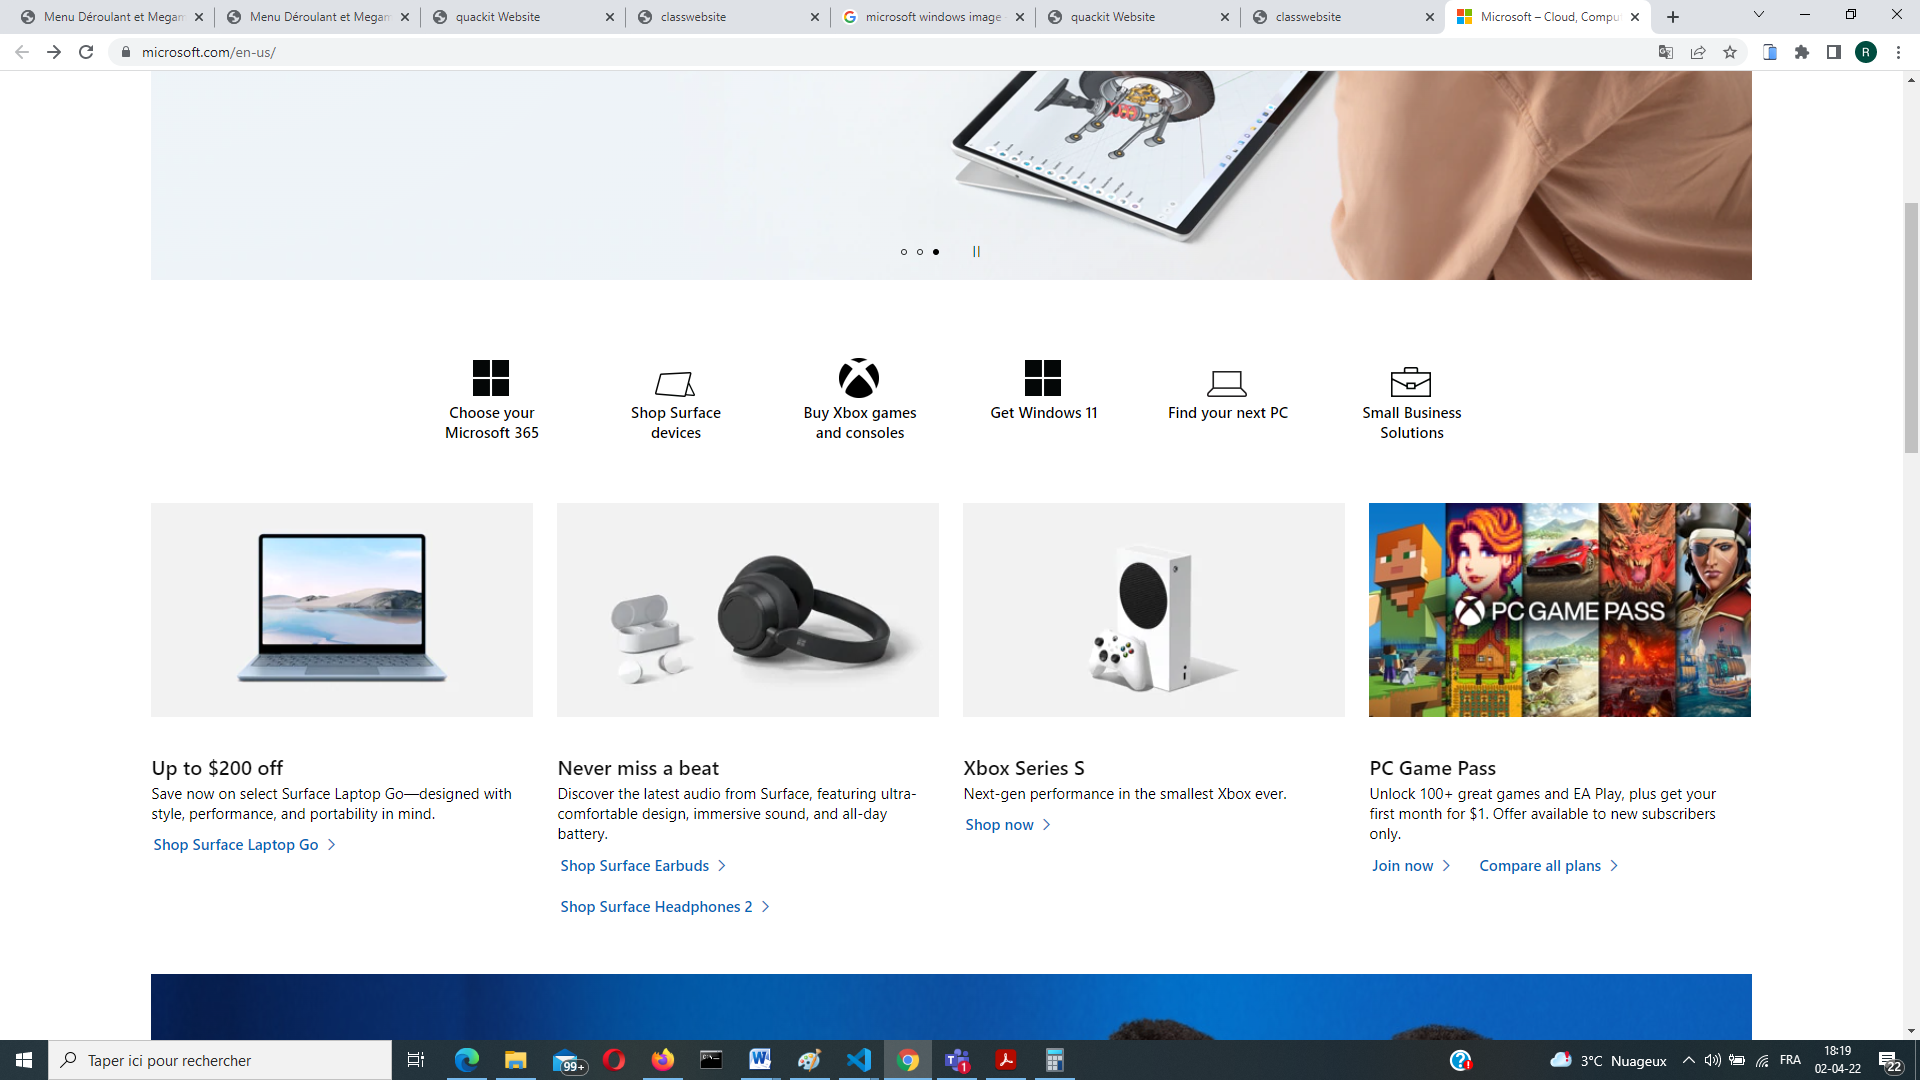 Menu Déroulant et Megam
Menu Déroulant et Megam
quackit Website
classwebsite
microsoft windows image
quackit Website
classwebsite
Microsoft – Cloud, Compu
microsoft.com/en-us/
R
Choose your
Microsoft 365
Shop Surface
devices
Buy Xbox games
and consoles
Get Windows 11
Find your next PC
Small Business
Solutions
PC GAME PASS
Up to $200 off
Save now on select Surface Laptop Go—designed with
style, performance, and portability in mind.
Shop Surface Laptop Go
Never miss a beat
Discover the latest audio from Surface, featuring ultra-
comfortable design, immersive sound, and all-day
battery.
Shop Surface Earbuds
Shop Surface Headphones 2
Xbox Series S
Next-gen performance in the smallest Xbox ever.
Shop now
PC Game Pass
Unlock 100+ great games and EA Play, plus get your
first month for $1. Offer available to new subscribers
only.
Join now
Compare all plans
Taper ici pour rechercher
99+
1
3°C Nuageux
FRA
18:19
02-04-22
22